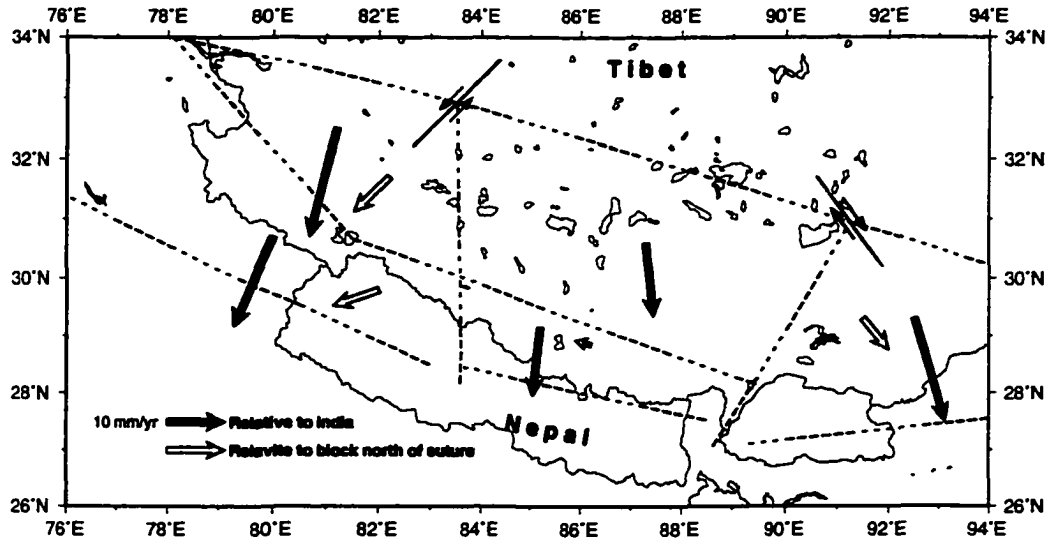 76°E 78°E 80°E 82°E 84°E 86°E 88°E 90°E 92°E 94°E
34°N 34°N
Tibet
32°N 32°N
30°N 30°N
28°N 28°N
10 mm/yr Relative to India
Nepal
Relavite to block north of suture
26°N 26°N
76°E 78°E 80°E 82°E 84°E 86°E 88°E 90°E 92°E 94°E